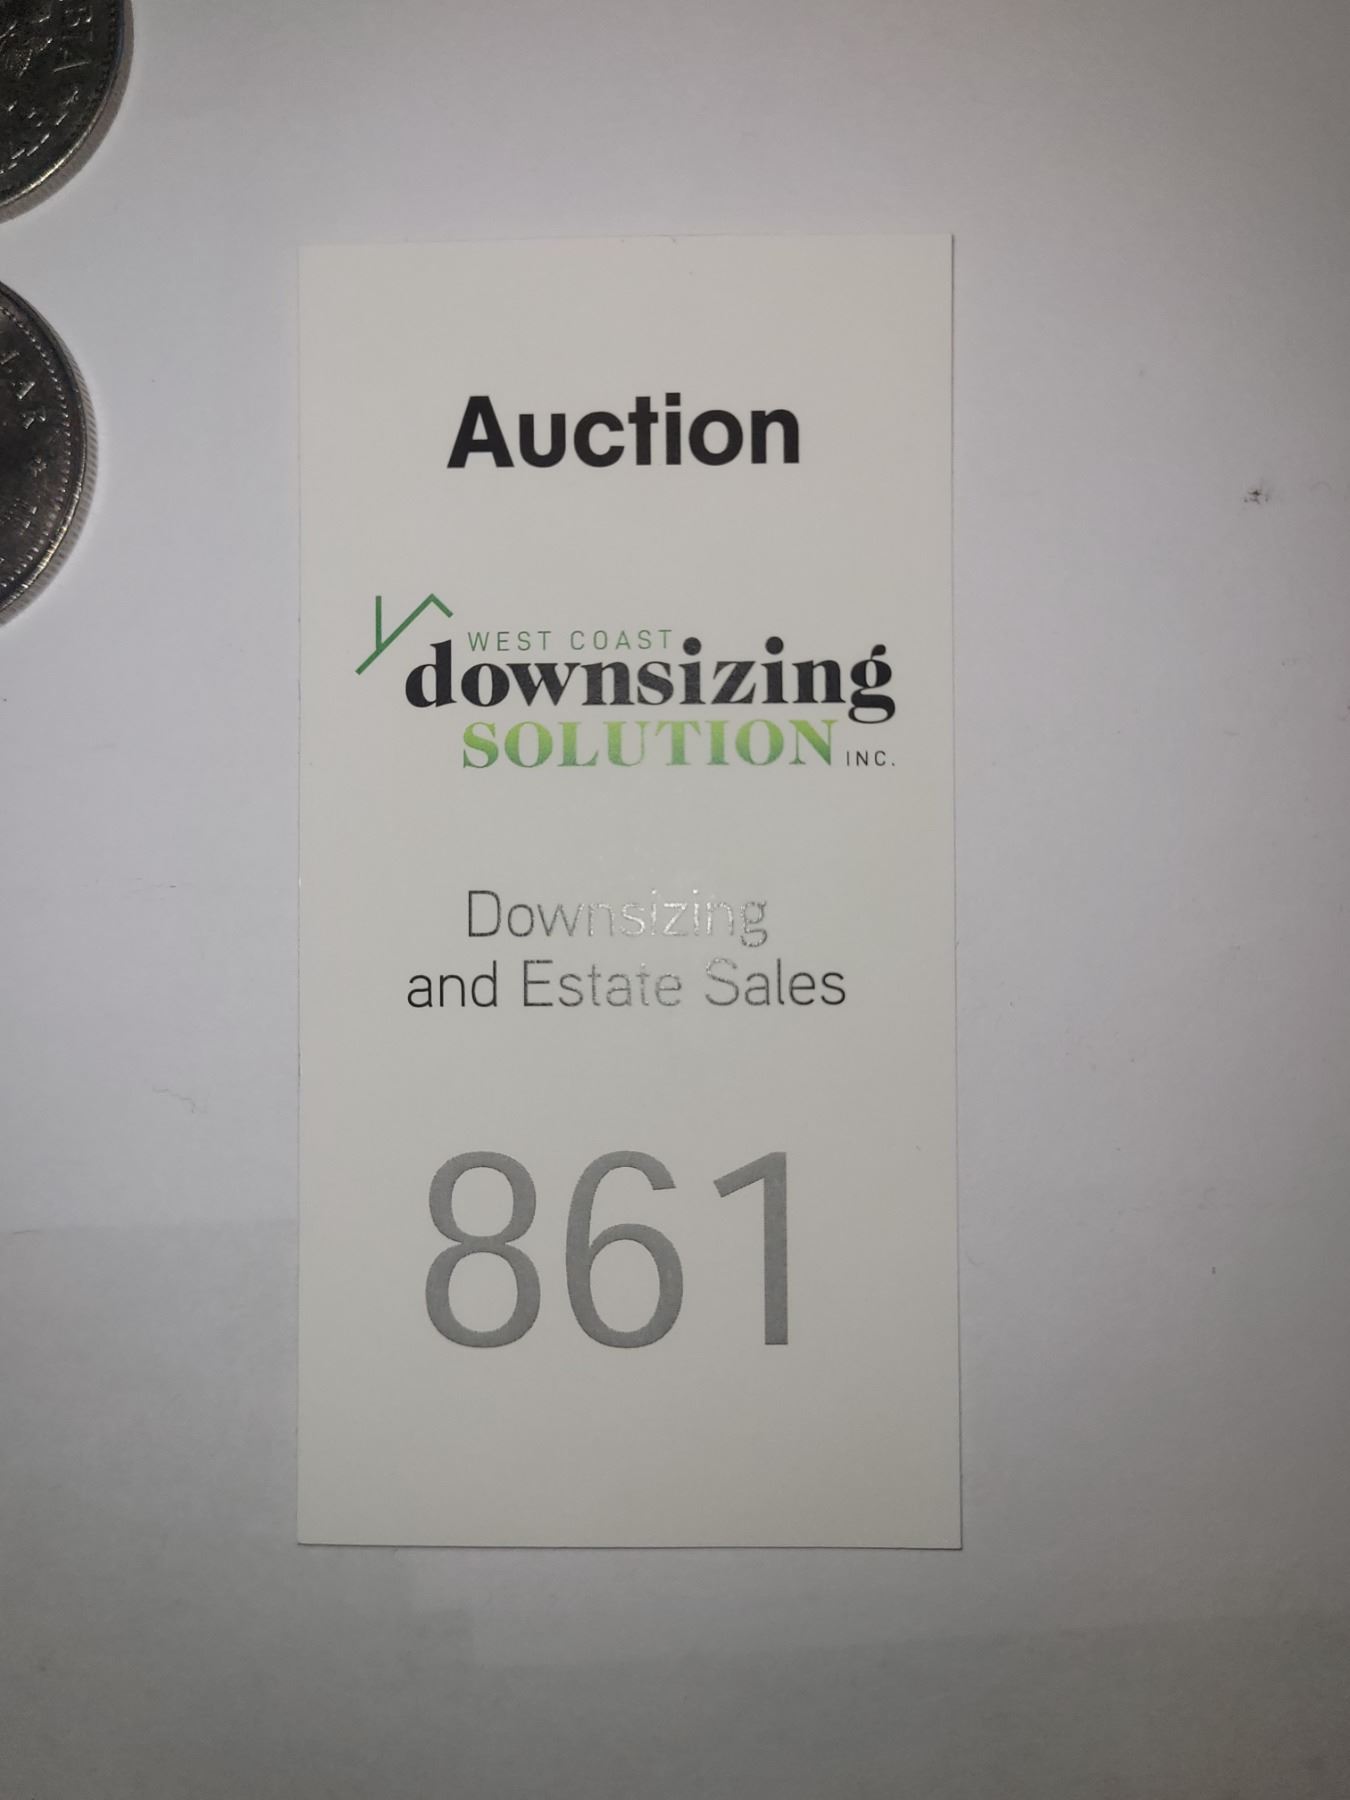 Auction
WEST COAST
downsizing
SOLUTION INC.
Downsizing
and Estate Sales
861